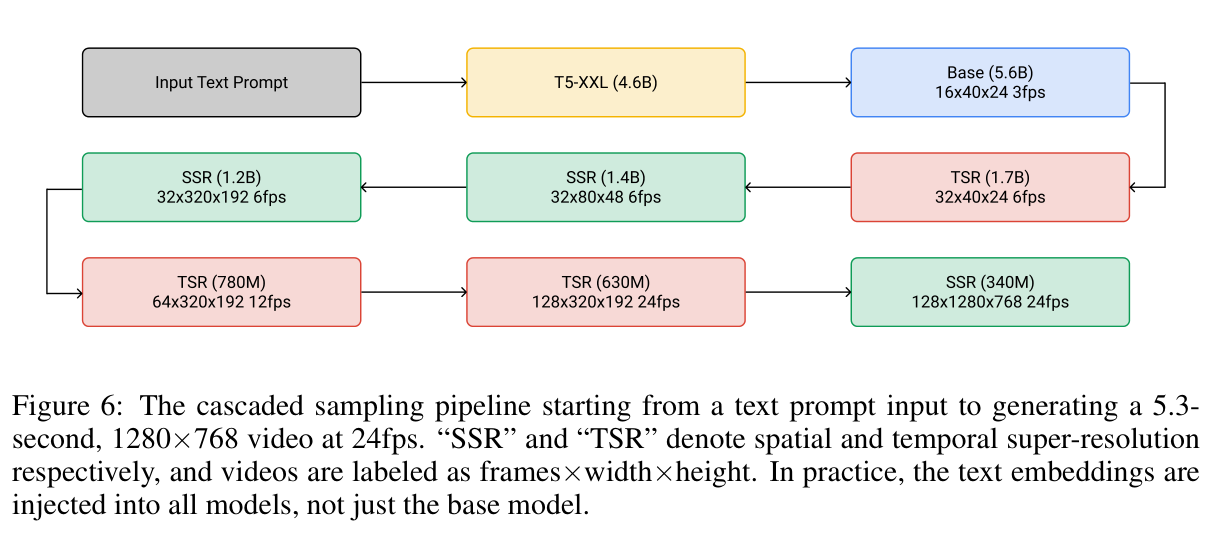 Input Text Prompt
T5-XXL (4.6B)
Base (5.6B)
16x40x24 3fps
SSR (1.2B)
32x320x192 6fps
SSR (1.4B)
32x80x48 6fps
TSR (1.7B)
32x40x24 6fps
TSR (780M)
64x320x192 12fps
TSR (630M)
128x320x192 24fps
SSR (340M)
128x1280x768 24fps
Figure 6: The cascaded sampling pipeline starting from a text prompt input to generating a 5.3-
second, 1280×768 video at 24fps. “SSR” and “TSR” denote spatial and temporal super-resolution
respectively, and videos are labeled as frames×width×height. In practice, the text embeddings are
injected into all models, not just the base model.